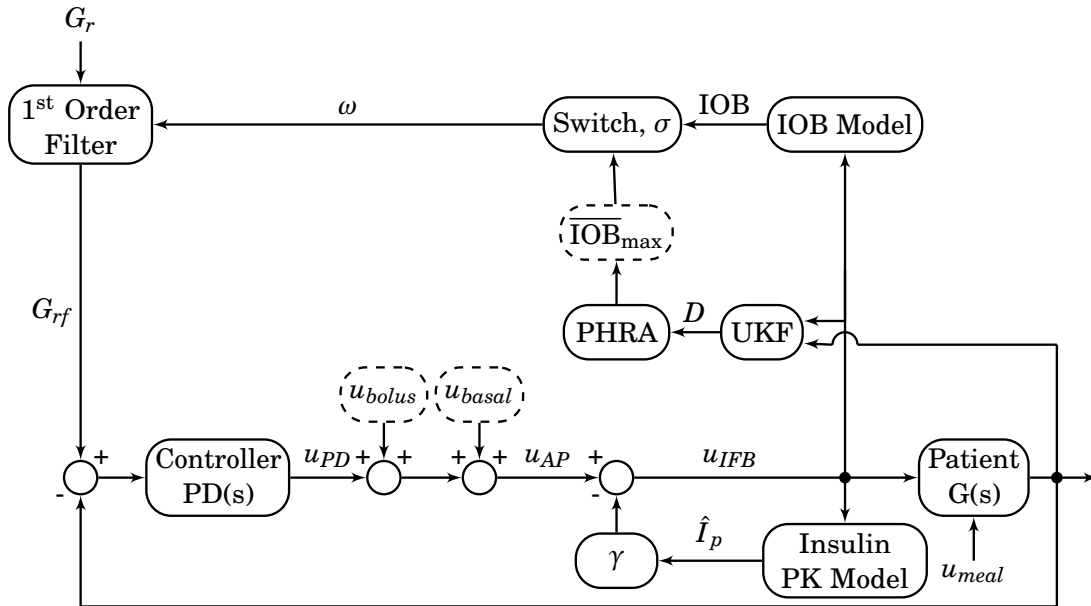 G_r
1st Order
Filter
ω
Switch, σ
IOB
IOB Model
IOB_max
G_rf
PHRA
D
UKF
u_bolus
u_basal
+
-
Controller
PD(s)
u_PD
+
+
+
+
u_AP
+
-
u_IFB
Patient
G(s)
γ
Î_p
Insulin
PK Model
u_meal